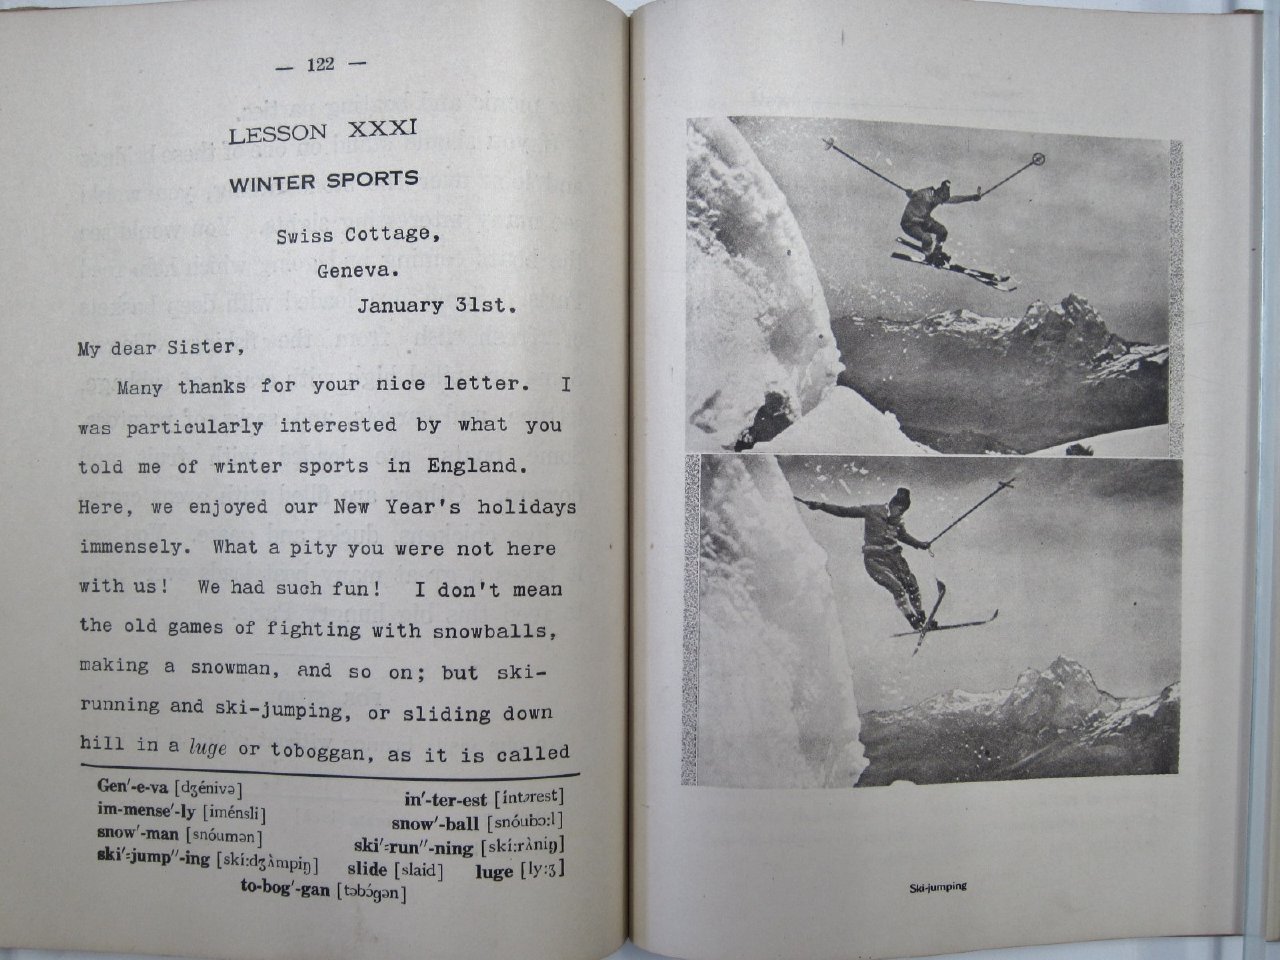 — 122 —
LESSON XXXI
WINTER SPORTS
Swiss Cottage,
Geneva.
January 31st.
My dear Sister,
Many thanks for your nice letter. I
was particularly interested by what you
told me of winter sports in England.
Here, we enjoyed our New Year's holidays
immensely. What a pity you were not here
with us! We had such fun! I don't mean
the old games of fighting with snowballs,
making a snowman, and so on; but ski-
running and ski-jumping, or sliding down
hill in a luge or toboggan, as it is called
Gen′-e-va [dʒénivə]
in′-ter-est [íntərest]
im-mense′-ly [iménsli]
snow′-ball [snóubɔːl]
snow′-man [snóumən]
ski′-run″-ning [skíːrʌ̀niŋ]
ski′-jump″-ing [skíːdʒʌ̀mpiŋ]
slide [slaid]
luge [lyːʒ]
to-bog′-gan [təbɔ́gən]
Ski-jumping